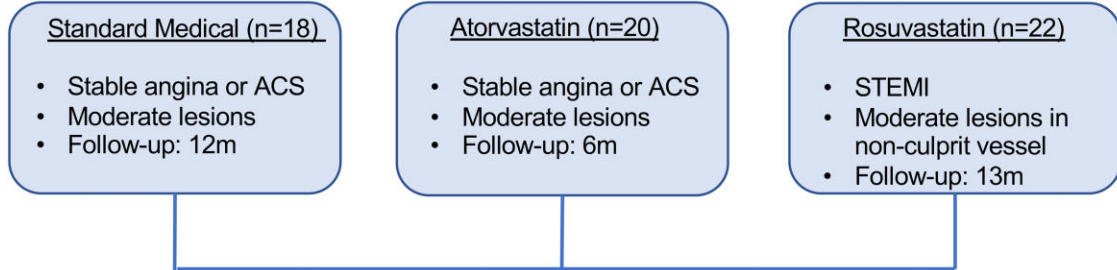 Standard Medical (n=18)
• Stable angina or ACS
• Moderate lesions
• Follow-up: 12m
Atorvastatin (n=20)
• Stable angina or ACS
• Moderate lesions
• Follow-up: 6m
Rosuvastatin (n=22)
• STEMI
• Moderate lesions in
non-culprit vessel
• Follow-up: 13m